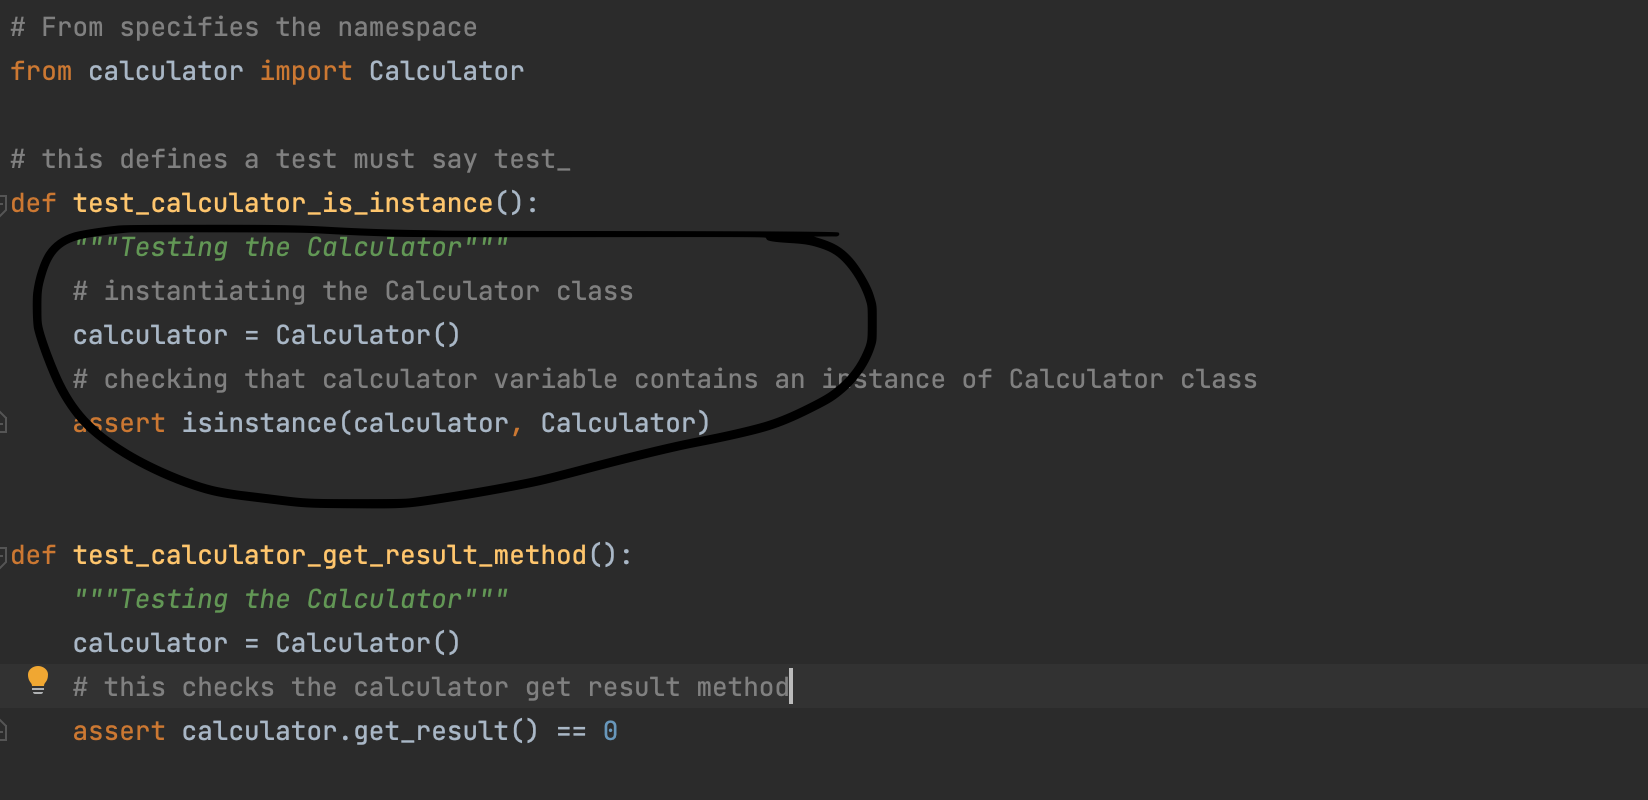 # From specifies the namespace
from calculator import Calculator
# this defines a test must say test_
def test_calculator_is_instance():
"""Testing the Calculator"""
# instantiating the Calculator class
calculator = Calculator()
# checking that calculator variable contains an instance of Calculator class
assert isinstance(calculator, Calculator)
def test_calculator_get_result_method():
"""Testing the Calculator"""
calculator = Calculator()
# this checks the calculator get result method
assert calculator.get_result() == 0